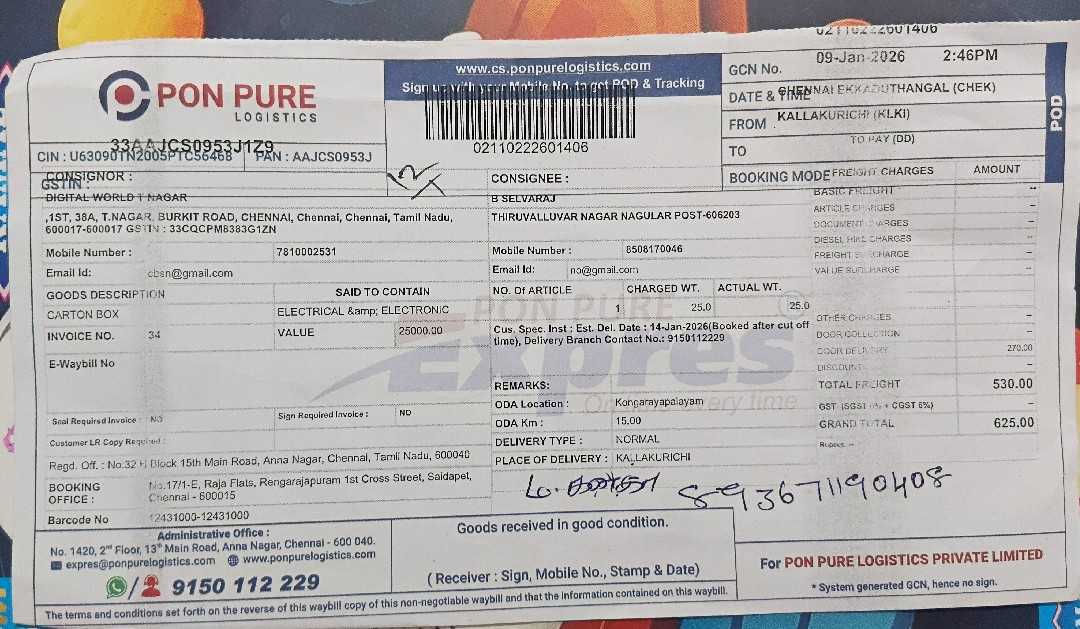 02110222601406
PON PURE
LOGISTICS
www.cs.ponpurelogistics.com
Sign up with your Mobile No. to get POD & Tracking
02110222601406
GCN No.
09-Jan-2026 2:46PM
DATE & TIME
CHENNAI EKKADUTHANGAL (CHEK)
FROM
KALLAKURICHI (KLKI)
TO
TO PAY (DD)
BOOKING MODE
POD
33AAJCS0953J1Z9
CIN : U63090TN2005PTC56468 PAN : AAJCS0953J
GSTIN :
CONSIGNOR :
DIGITAL WORLD T NAGAR
,1ST, 38A, T.NAGAR, BURKIT ROAD, CHENNAI, Chennai, Chennai, Tamil Nadu,
600017-600017 GSTIN : 33CQCPM8383G1ZN
Mobile Number : 7810002531
Email Id: cbsn@gmail.com
CONSIGNEE :
B SELVARAJ
THIRUVALLUVAR NAGAR NAGULAR POST-606203
Mobile Number : 8508170046
Email Id: no@gmail.com
GOODS DESCRIPTION SAID TO CONTAIN
CARTON BOX ELECTRICAL &amp; ELECTRONIC
INVOICE NO. 34 VALUE 25000.00
E-Waybill No
Seal Required Invoice : NO Sign Required Invoice : NO
Customer LR Copy Required :
NO. Of ARTICLE CHARGED WT. ACTUAL WT.
1 25.0 25.0
PON PURE
Expres
Cus. Spec. Inst : Est. Del. Date : 14-Jan-2026(Booked after cut off
time), Delivery Branch Contact No.: 9150112229
REMARKS:
ODA Location : Kongarayapalayam
ODA Km : 15.00
DELIVERY TYPE : NORMAL
PLACE OF DELIVERY : KALLAKURICHI
FREIGHT CHARGES AMOUNT
BASIC FREIGHT --
ARTICLE CHARGES --
DOCUMENT CHARGES --
DIESEL HIKE CHARGES --
FREIGHT SURCHARGE --
VALUE SURCHARGE --
OTHER CHARGES --
DOOR COLLECTION --
DOOR DELIVERY 270.00
DISCOUNT --
TOTAL FREIGHT 530.00
GST (SGST + CGST 6%) --
GRAND TOTAL 625.00
Rupees --
Regd. Off. : No.32 H Block 15th Main Road, Anna Nagar, Chennai, Tamil Nadu, 600040
BOOKING OFFICE : No.17/1-E, Raja Flats, Rengarajapuram 1st Cross Street, Saidapet,
Chennai - 600015
Barcode No 12431000-12431000
893671190408
Administrative Office :
No. 1420, 2nd Floor, 13th Main Road, Anna Nagar, Chennai - 600 040.
expres@ponpurelogistics.com www.ponpurelogistics.com
9150 112 229
Goods received in good condition.
( Receiver : Sign, Mobile No., Stamp & Date)
For PON PURE LOGISTICS PRIVATE LIMITED
* System generated GCN, hence no sign.
The terms and conditions set forth on the reverse of this waybill copy of this non-negotiable waybill and that the information contained on this waybill.